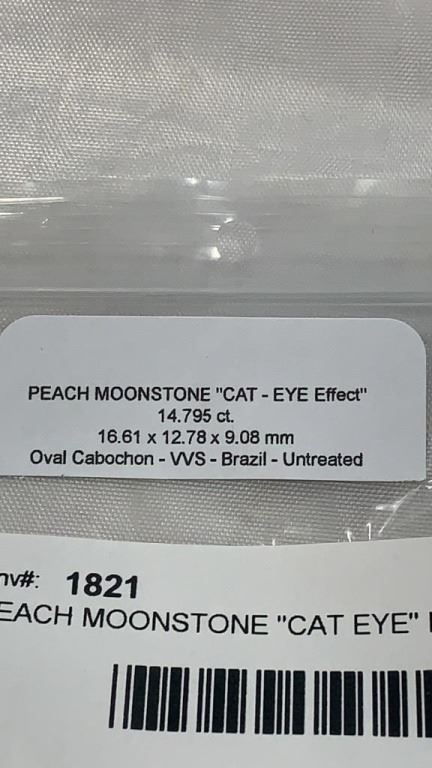 PEACH MOONSTONE "CAT - EYE Effect"
14.795 ct.
16.61 x 12.78 x 9.08 mm
Oval Cabochon - VVS - Brazil - Untreated
nv#: 1821
EACH MOONSTONE "CAT EYE"